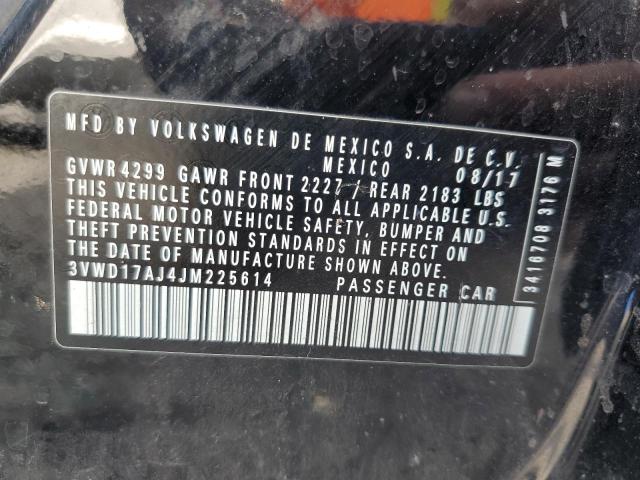 MFD BY VOLKSWAGEN DE MEXICO S.A. DE C.V.
MEXICO 08/17
GVWR 4299 GAWR FRONT 2227 / REAR 2183 LBS
THIS VEHICLE CONFORMS TO ALL APPLICABLE U.S.
FEDERAL MOTOR VEHICLE SAFETY, BUMPER AND
THEFT PREVENTION STANDARDS IN EFFECT ON
THE DATE OF MANUFACTURE SHOWN ABOVE.
3VWD17AJ4JM225614 PASSENGER CAR
3A16708 3176 M